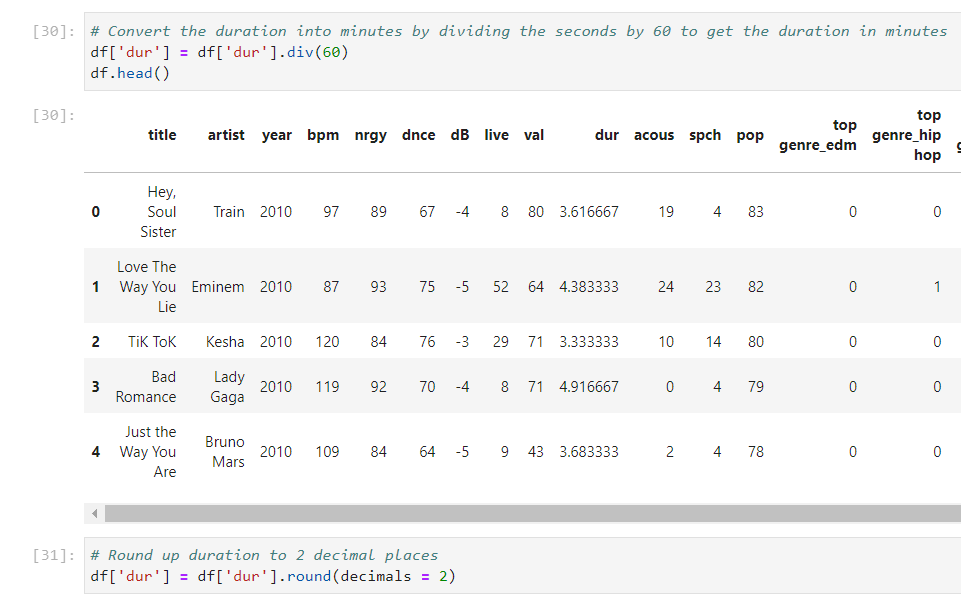 [30]: # Convert the duration into minutes by dividing the seconds by 60 to get the duration in minutes
df['dur'] = df['dur'].div(60)
df.head()
[30]:
title artist year bpm nrgy dnce dB live val dur acous spch pop top genre_edm top genre_hip hop g
0 Hey, Soul Sister Train 2010 97 89 67 -4 8 80 3.616667 19 4 83 0 0
1 Love The Way You Lie Eminem 2010 87 93 75 -5 52 64 4.383333 24 23 82 0 1
2 TiK ToK Kesha 2010 120 84 76 -3 29 71 3.333333 10 14 80 0 0
3 Bad Romance Lady Gaga 2010 119 92 70 -4 8 71 4.916667 0 4 79 0 0
4 Just the Way You Are Bruno Mars 2010 109 84 64 -5 9 43 3.683333 2 4 78 0 0
[31]: # Round up duration to 2 decimal places
df['dur'] = df['dur'].round(decimals = 2)